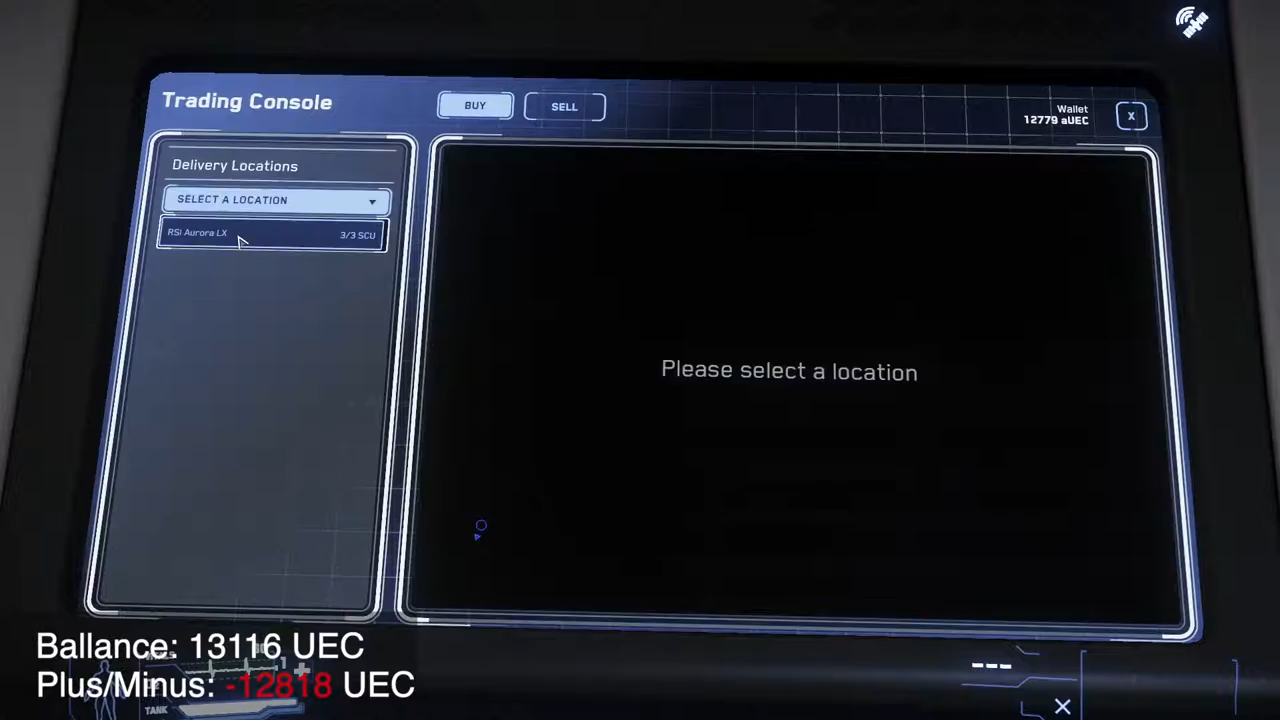 Trading Console
BUY
SELL
Wallet
12779 aUEC
X
Delivery Locations
SELECT A LOCATION
RSI Aurora LX
3/3 SCU
Please select a location
Ballance: 13116 UEC
Plus/Minus: -12818 UEC
TANK